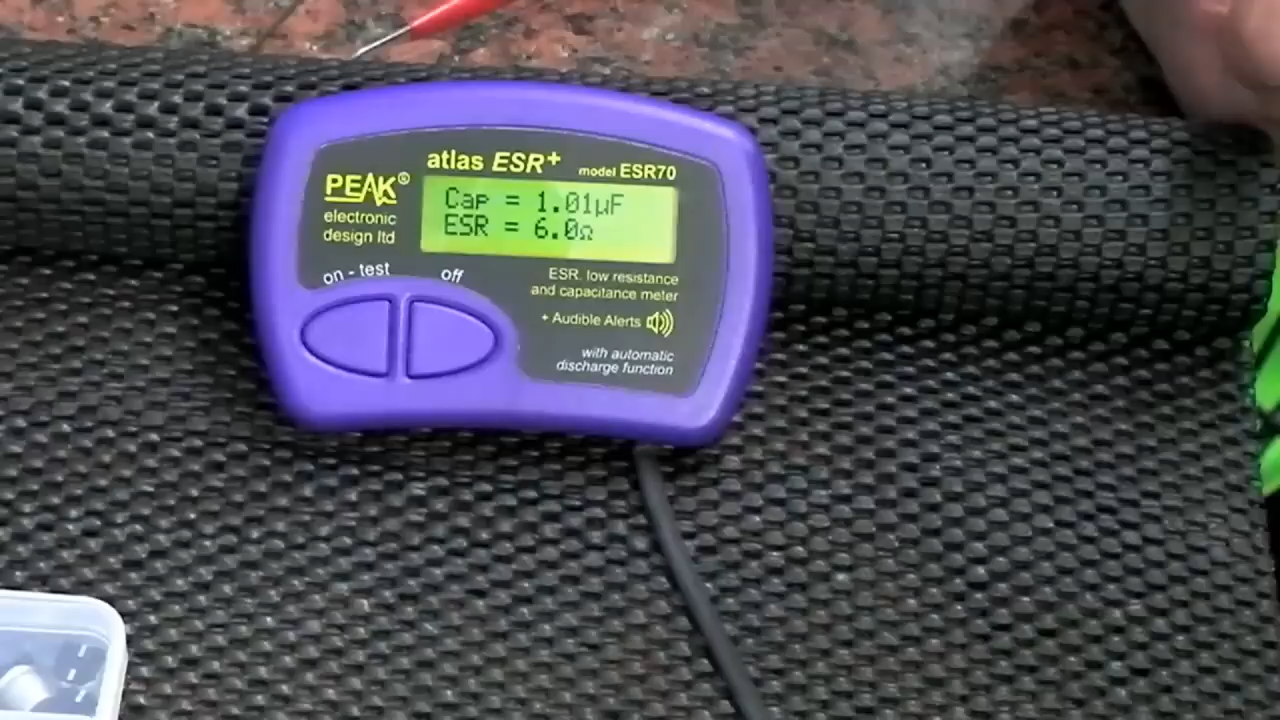 atlas ESR+
model ESR70
PEAK®
electronic
design ltd
Cap = 1.01µF
ESR = 6.0Ω
on - test
off
ESR, low resistance
and capacitance meter
+ Audible Alerts
with automatic
discharge function